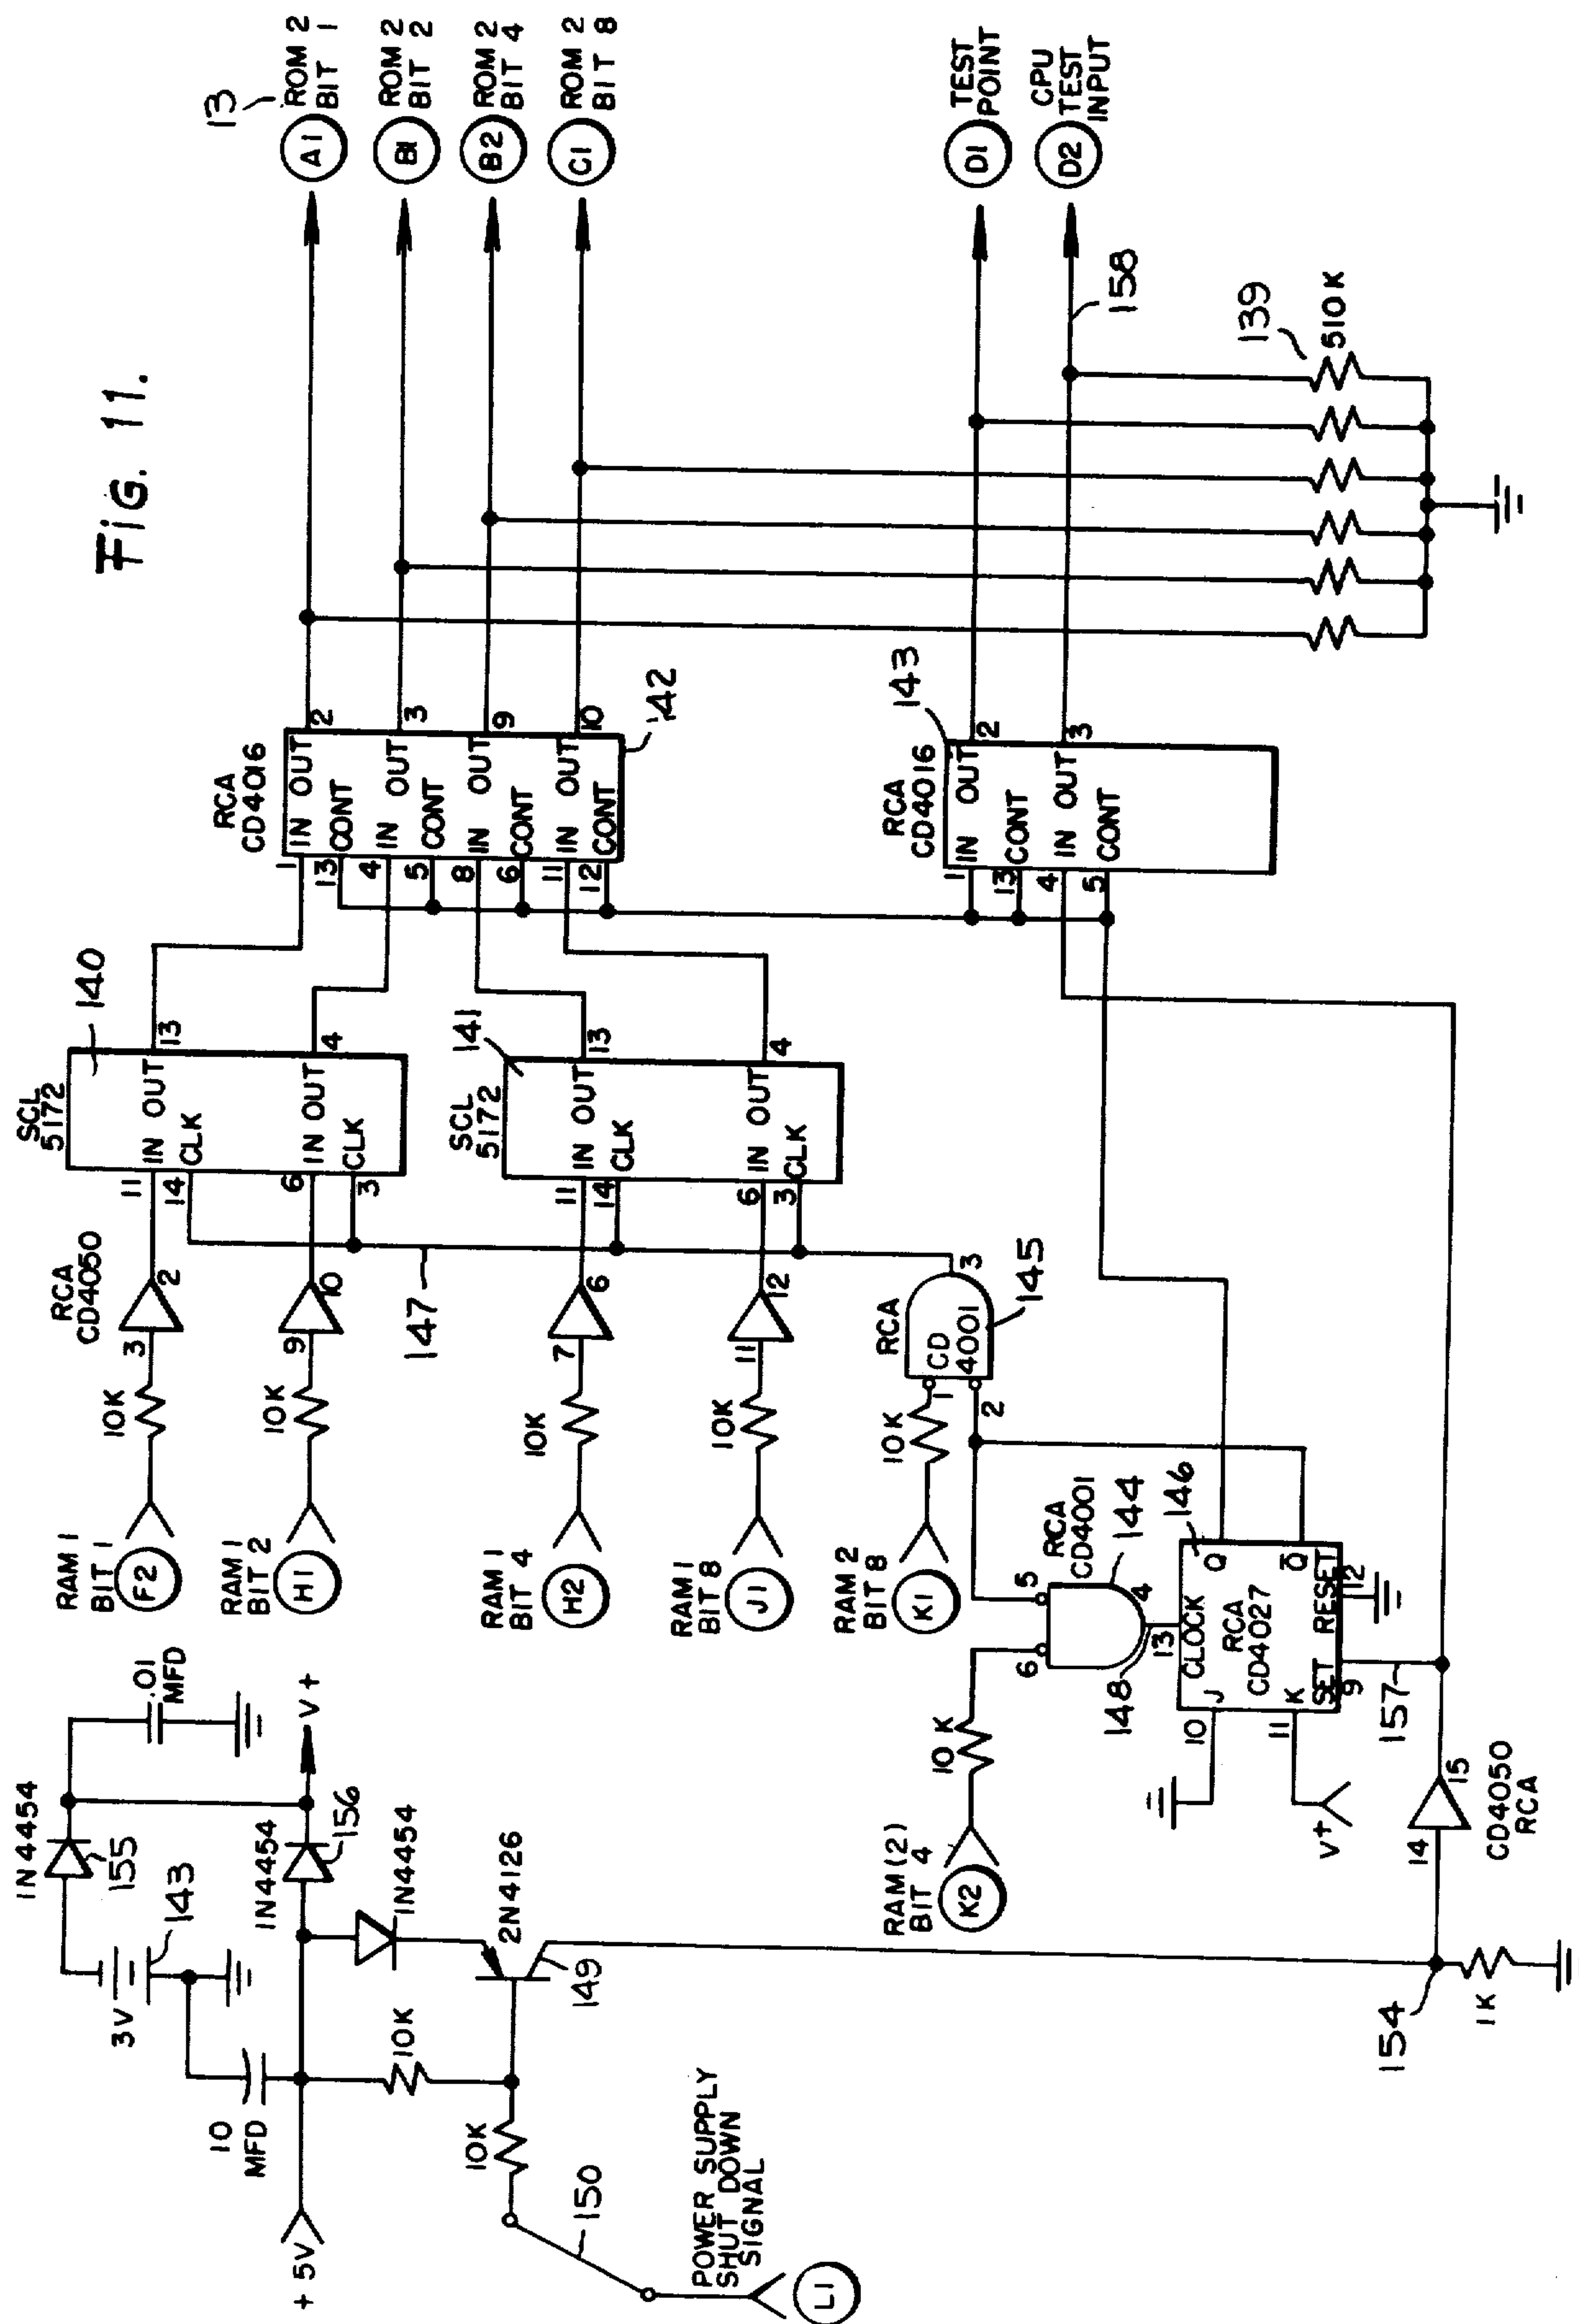 Fig. 11.
+5V
10
MFD
3V
143
1N4454
155
.01
MFD
V+
1N4454
156
1N4454
10K
10K
2N4126
149
150
POWER SUPPLY
SHUT DOWN
SIGNAL
L1
154
1K
RAM 1
BIT 1
F2
10K
3
2
RCA
CD4050
RAM 1
BIT 2
H1
10K
9
10
147
RAM 1
BIT 4
H2
10K
7
6
RAM 1
BIT 8
J1
10K
11
12
RAM 2
BIT 8
K1
10K
1
2
RCA
CD
4001
3
145
RAM(2)
BIT 4
K2
10K
6
5
4
RCA
CD4001
144
148
13
CLOCK
146
10
J
11
K
V+
RCA
CD4027
Q
Q̅
SET
9
RESET
12
157
14
15
CD4050
RCA
SCL
5172
140
11
IN OUT
13
14
CLK
6
IN OUT
4
3
CLK
SCL
5172
141
11
IN OUT
13
14
CLK
6
IN OUT
4
3
CLK
RCA
CD4016
142
1
IN OUT
2
13
CONT
4
IN OUT
3
5
CONT
8
IN OUT
9
6
CONT
11
IN OUT
10
12
CONT
RCA
CD4016
143
1
IN OUT
2
13
CONT
4
IN OUT
3
5
CONT
139
510K
158
13
A1
ROM 2
BIT 1
B1
ROM 2
BIT 2
B2
ROM 2
BIT 4
C1
ROM 2
BIT 8
D1
TEST
POINT
D2
CPU
TEST
INPUT